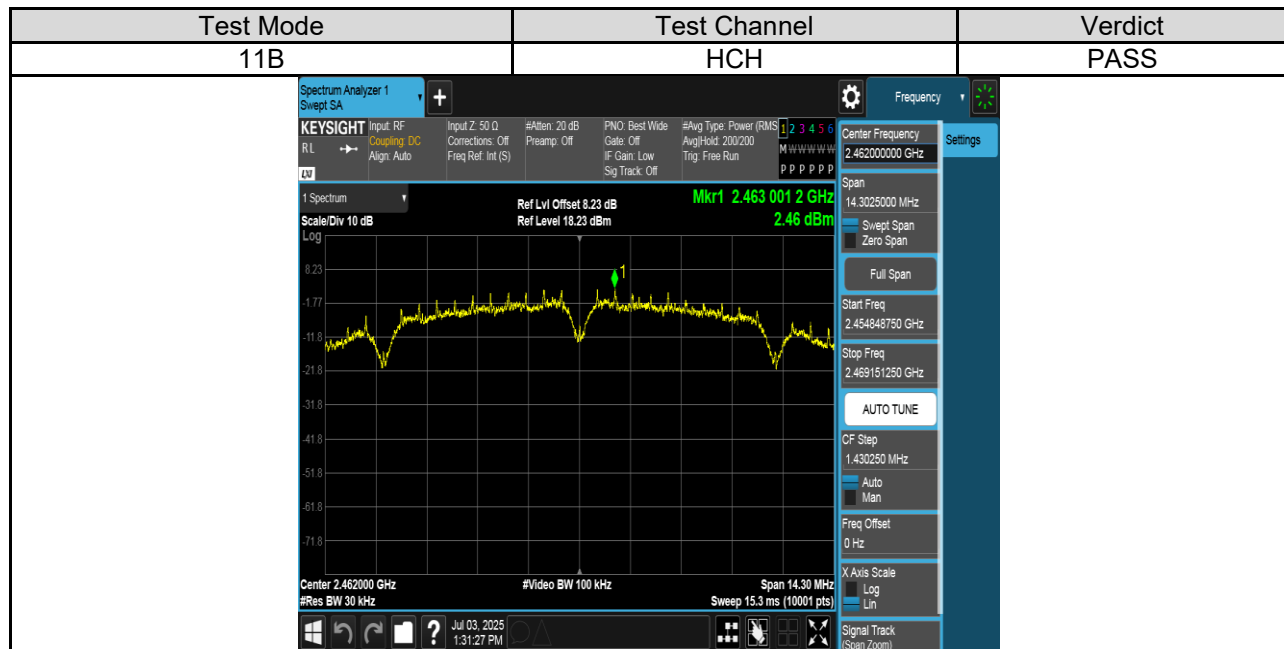 Test Mode Test Channel Verdict
11B HCH PASS
Spectrum Analyzer 1
Swept SA
Frequency
KEYSIGHT
RL
LXI
Input: RF
Coupling: DC
Align: Auto
Input Z: 50 Ω
Corrections: Off
Freq Ref: Int (S)
#Atten: 20 dB
Preamp: Off
PNO: Best Wide
Gate: Off
IF Gain: Low
Sig Track: Off
#Avg Type: Power (RMS
Avg|Hold: 200/200
Trig: Free Run
1 2 3 4 5 6
M W W W W W
P P P P P P
1 Spectrum
Scale/Div 10 dB
Ref Lvl Offset 8.23 dB
Ref Level 18.23 dBm
Mkr1 2.463 001 2 GHz
2.46 dBm
Log
8.23
-1.77
-11.8
-21.8
-31.8
-41.8
-51.8
-61.8
-71.8
1
Center 2.462000 GHz
#Res BW 30 kHz
#Video BW 100 kHz
Span 14.30 MHz
Sweep 15.3 ms (10001 pts)
?
Jul 03, 2025
1:31:27 PM
Center Frequency
2.462000000 GHz
Settings
Span
14.3025000 MHz
Swept Span
Zero Span
Full Span
Start Freq
2.454848750 GHz
Stop Freq
2.469151250 GHz
AUTO TUNE
CF Step
1.430250 MHz
Auto
Man
Freq Offset
0 Hz
X Axis Scale
Log
Lin
Signal Track
(Span Zoom)